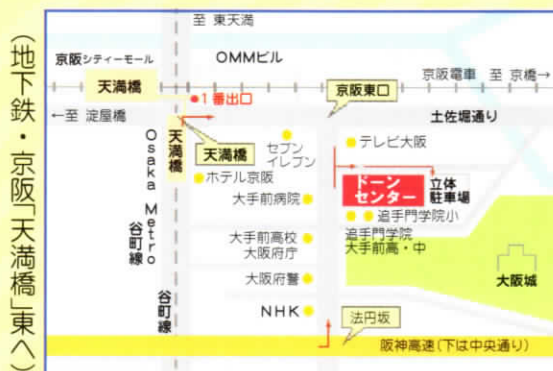 （地下鉄・京阪「天満橋」東へ）
至 東天満
京阪シティーモール
OMMビル
天満橋
京阪電車 至 京橋→
1番出口
京阪東口
←至 淀屋橋
土佐堀通り
天満橋
天満橋
セブン
イレブン
テレビ大阪
Osaka Metro
谷町線
ホテル京阪
ドーン
センター
立体
駐車場
大手前病院
追手門学院小
追手門学院
大手前高・中
大手前高校
大阪府庁
大阪城
大阪府警
谷町線
NHK
法円坂
阪神高速(下は中央通り)